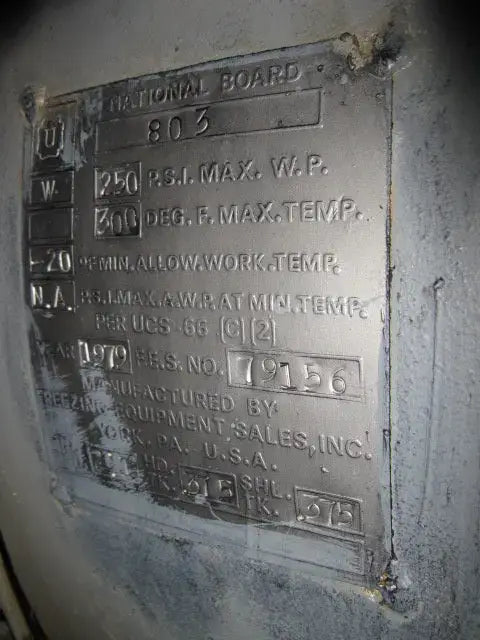 NATIONAL BOARD
U 803
W 250 P.S.I. MAX. W.P.
300 DEG. F. MAX. TEMP.
-20 °F MIN. ALLOW. WORK. TEMP.
N.A. P.S.I. MAX. A.W.P. AT MIN. TEMP.
PER UCS-66 (C) (2)
YEAR 1979 F.E.S. NO. 79156
MANUFACTURED BY
FREEZING EQUIPMENT SALES, INC.
YORK, PA. U.S.A.
HD. SHL.
TK. TK. .375